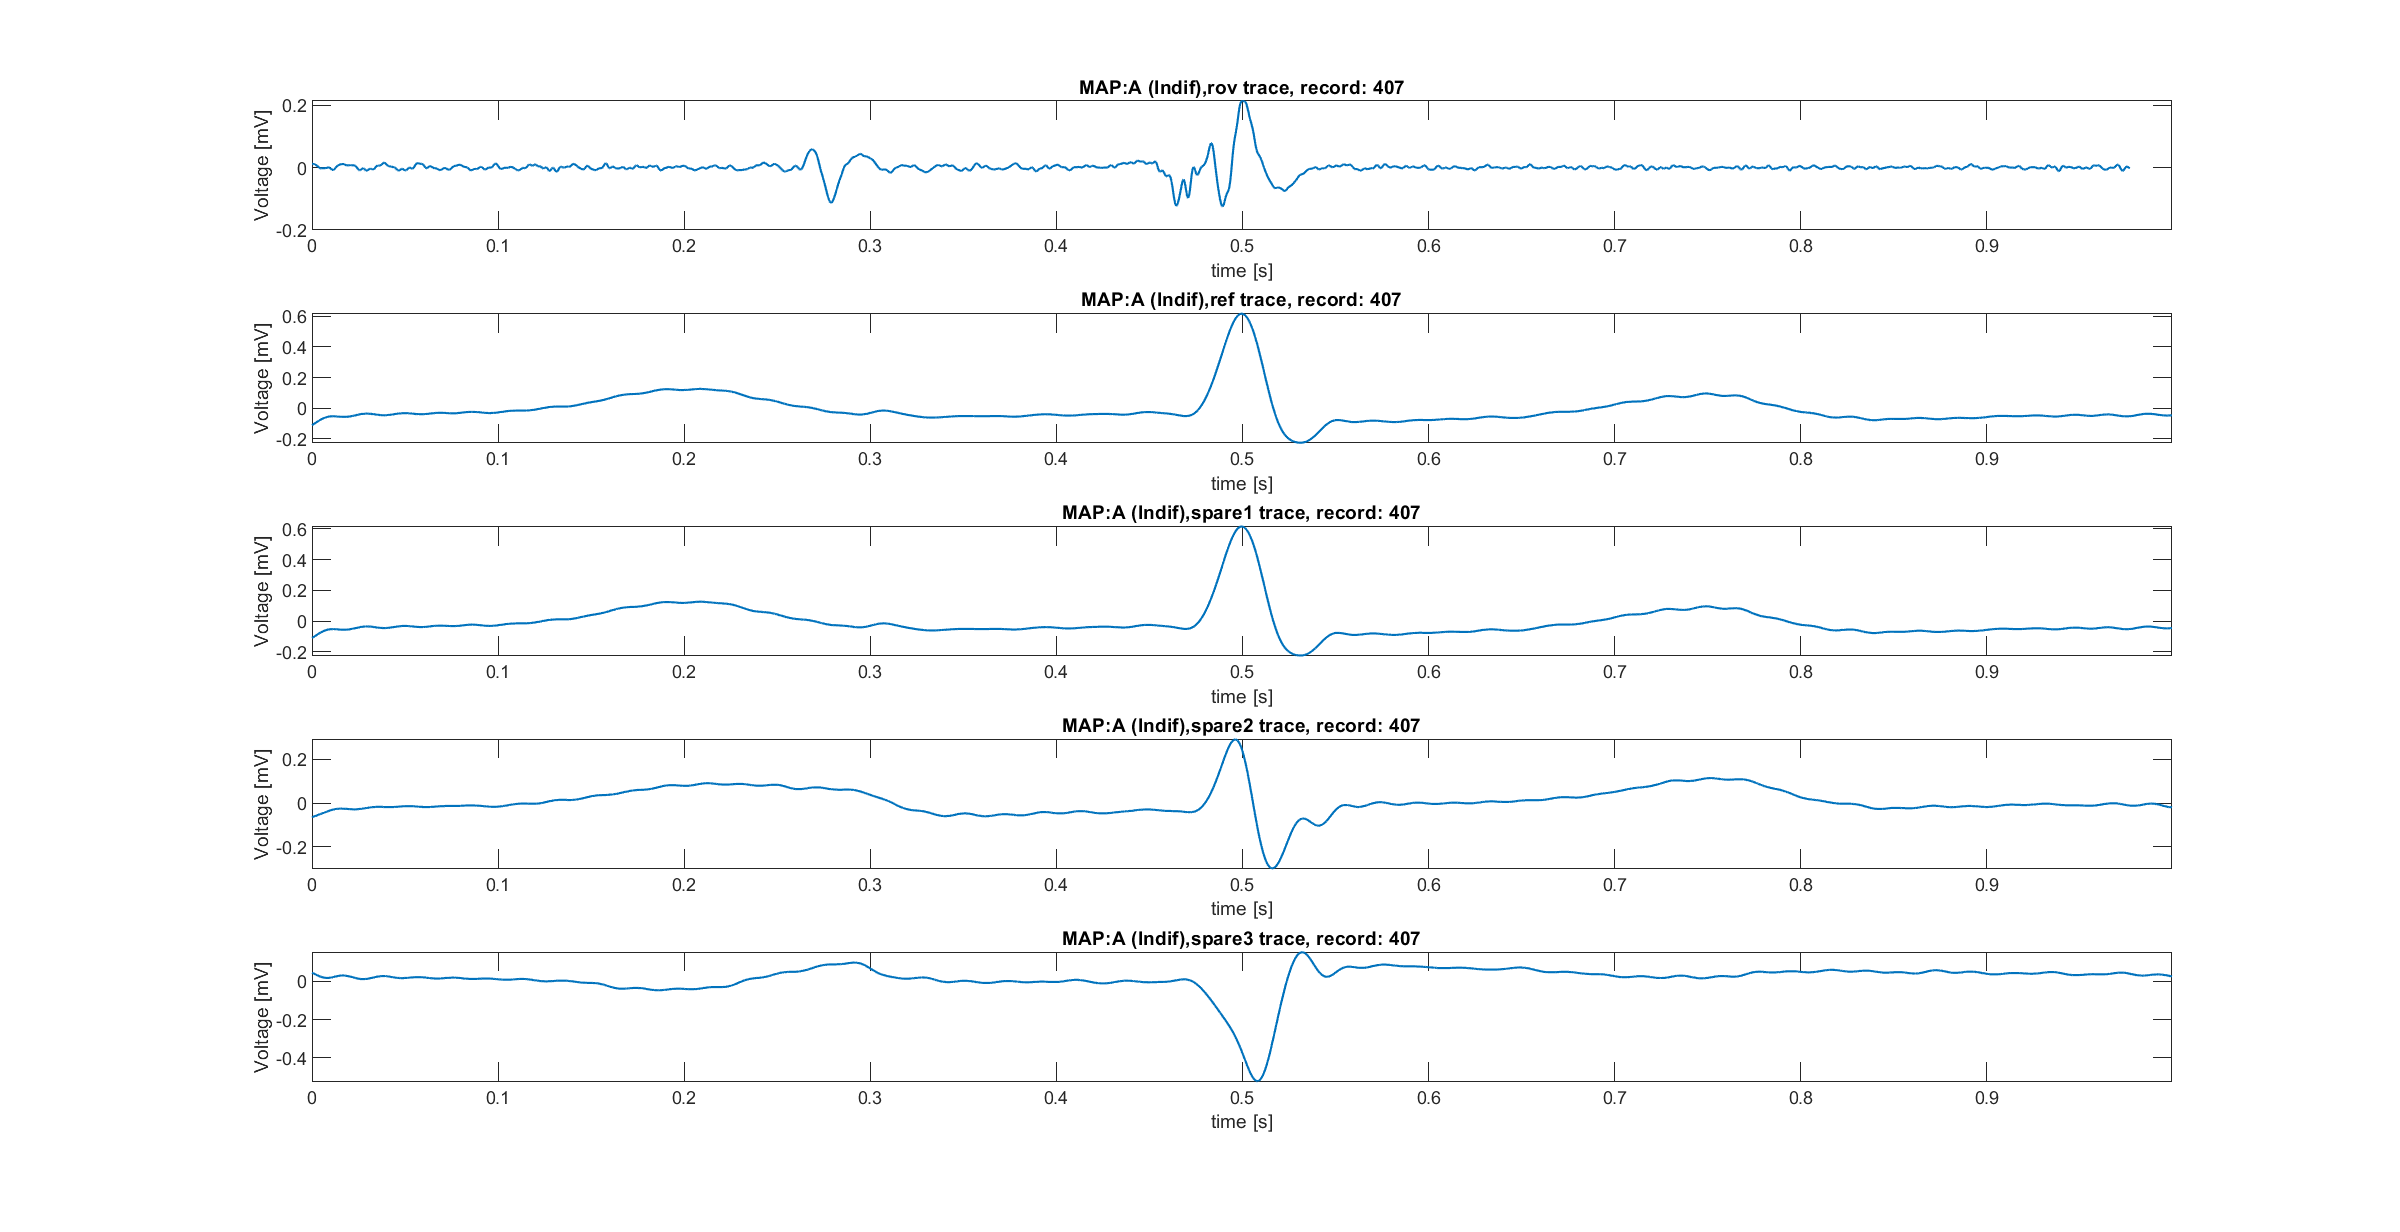 MAP:A (Indif),rov trace, record: 407
Voltage [mV]
0.2
0
-0.2
0 0.1 0.2 0.3 0.4 0.5 0.6 0.7 0.8 0.9
time [s]
MAP:A (Indif),ref trace, record: 407
Voltage [mV]
0.6
0.4
0.2
0
-0.2
0 0.1 0.2 0.3 0.4 0.5 0.6 0.7 0.8 0.9
time [s]
MAP:A (Indif),spare1 trace, record: 407
Voltage [mV]
0.6
0.4
0.2
0
-0.2
0 0.1 0.2 0.3 0.4 0.5 0.6 0.7 0.8 0.9
time [s]
MAP:A (Indif),spare2 trace, record: 407
Voltage [mV]
0.2
0
-0.2
0 0.1 0.2 0.3 0.4 0.5 0.6 0.7 0.8 0.9
time [s]
MAP:A (Indif),spare3 trace, record: 407
Voltage [mV]
0
-0.2
-0.4
0 0.1 0.2 0.3 0.4 0.5 0.6 0.7 0.8 0.9
time [s]